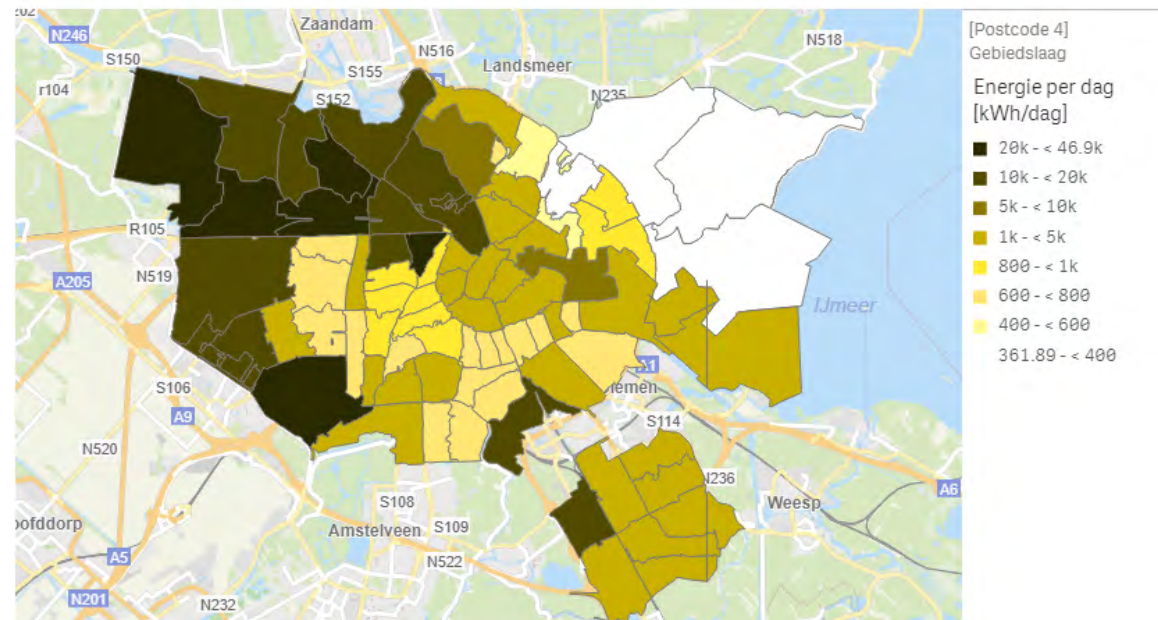 Zaandam
N246
S150
N516
N518
S155
Landsmeer
r104
S152
N235
R105
N519
A205
IJmeer
A1
S106
A9
S114
N520
N236
A6
Weesp
S108
S109
Amstelveen
A5
N522
N201
N232
[Postcode 4]
Gebiedslaag
Energie per dag
[kWh/dag]
20k - < 46.9k
10k - < 20k
5k - < 10k
1k - < 5k
800 - < 1k
600 - < 800
400 - < 600
361.89 - < 400